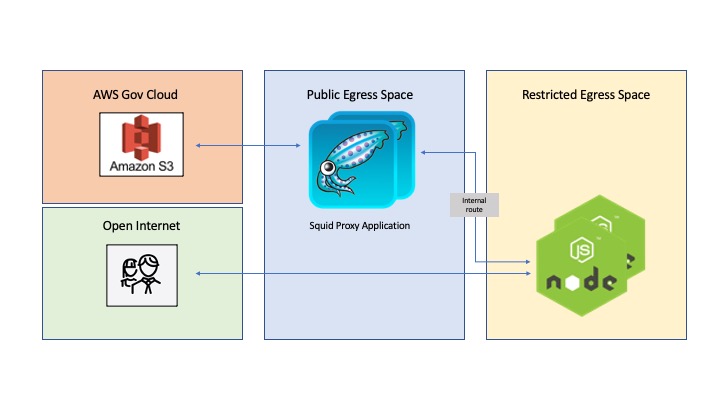 AWS Gov Cloud
Amazon S3
Open Internet
Public Egress Space
Squid Proxy Application
Internal
route
Restricted Egress Space
JS
node